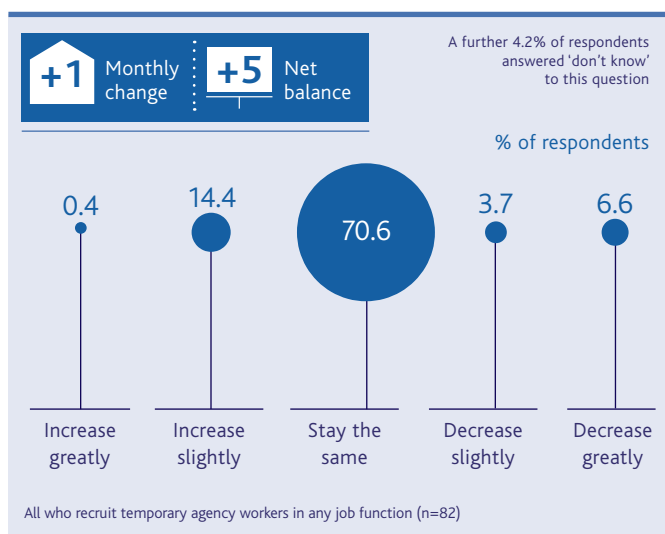 +1 Monthly change
+5 Net balance
A further 4.2% of respondents
answered ‘don’t know’
to this question
% of respondents
0.4
14.4
70.6
3.7
6.6
Increase greatly
Increase slightly
Stay the same
Decrease slightly
Decrease greatly
All who recruit temporary agency workers in any job function (n=82)